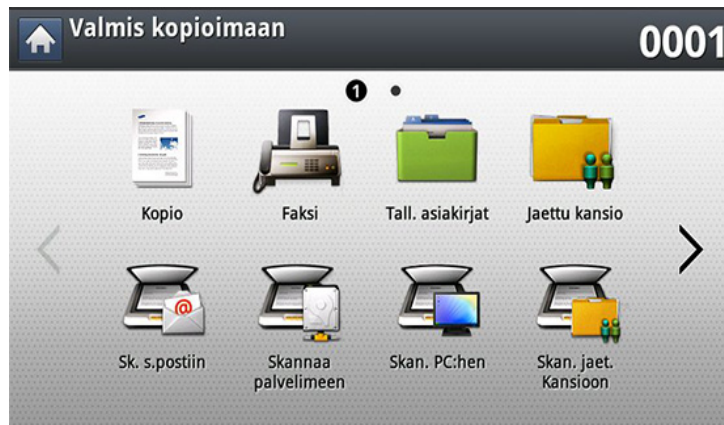 Valmis kopioimaan
0001
1
Kopio
Faksi
Tall. asiakirjat
Jaettu kansio
@
Sk. s.postiin
Skannaa
palvelimeen
Skan. PC:hen
Skan. jaet.
Kansioon